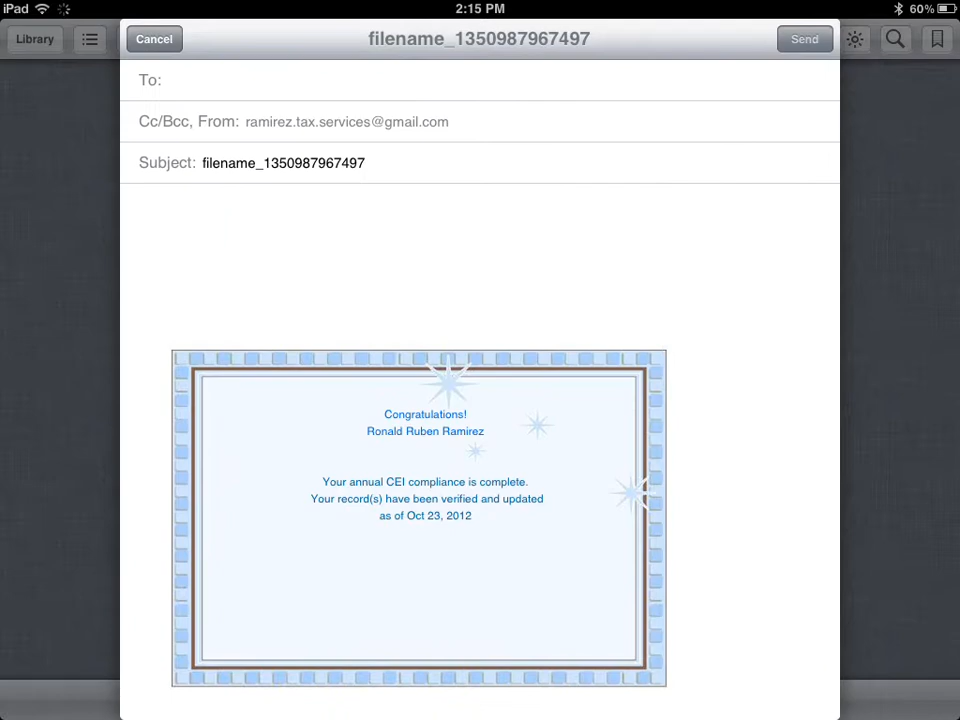 iPad 2:15 PM 60%
Library Cancel filename_1350987967497 Send
To:
Cc/Bcc, From: ramirez.tax.services@gmail.com
Subject: filename_1350987967497
Congratulations!
Ronald Ruben Ramirez
Your annual CEI compliance is complete.
Your record(s) have been verified and updated
as of Oct 23, 2012